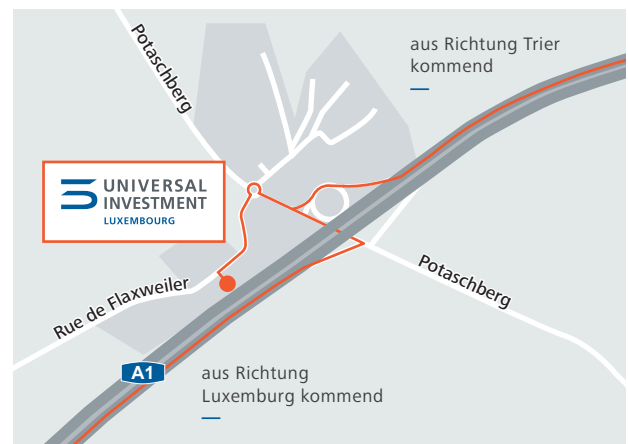 Potaschberg
aus Richtung Trier
kommend
UNIVERSAL
INVESTMENT
LUXEMBOURG
Potaschberg
Rue de Flaxweiler
A1
aus Richtung
Luxemburg kommend